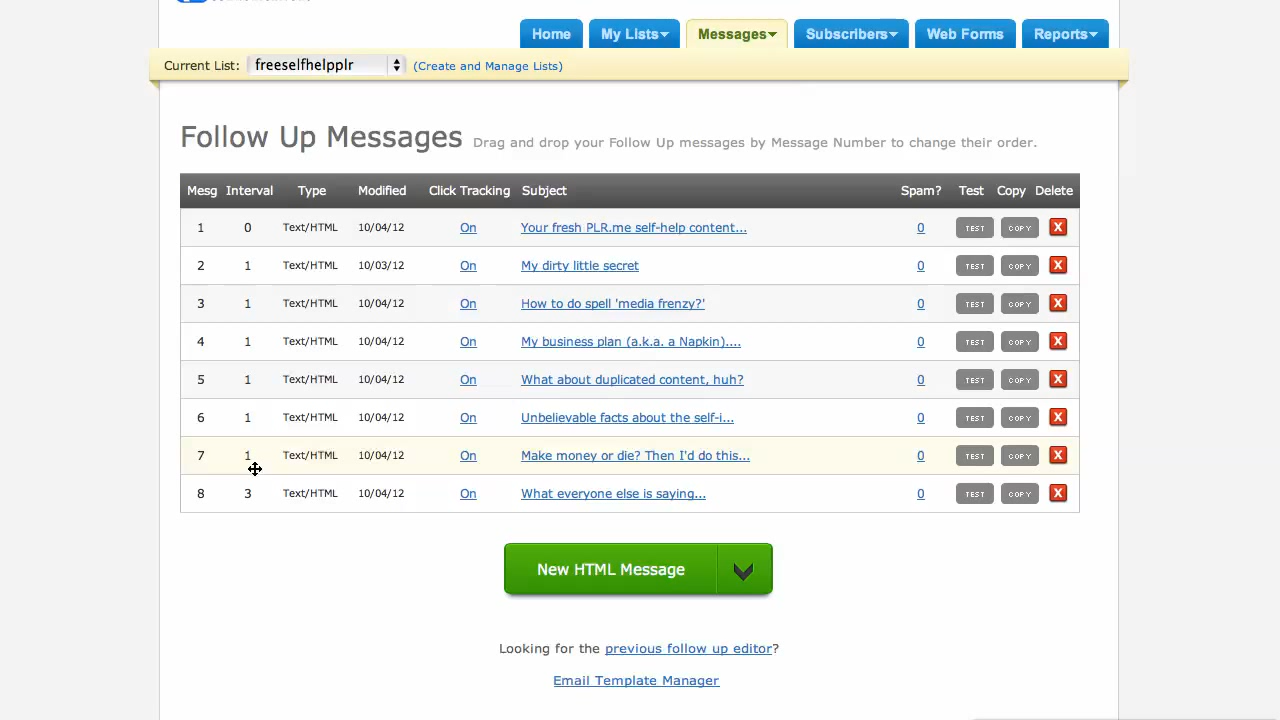 Home My Lists Messages Subscribers Web Forms Reports
Current List: freeselfhelpplr (Create and Manage Lists)
Follow Up Messages Drag and drop your Follow Up messages by Message Number to change their order.
Mesg Interval Type Modified Click Tracking Subject Spam? Test Copy Delete
1 0 Text/HTML 10/04/12 On Your fresh PLR.me self-help content... 0 TEST COPY X
2 1 Text/HTML 10/03/12 On My dirty little secret 0 TEST COPY X
3 1 Text/HTML 10/04/12 On How to do spell 'media frenzy?' 0 TEST COPY X
4 1 Text/HTML 10/04/12 On My business plan (a.k.a. a Napkin).... 0 TEST COPY X
5 1 Text/HTML 10/04/12 On What about duplicated content, huh? 0 TEST COPY X
6 1 Text/HTML 10/04/12 On Unbelievable facts about the self-i... 0 TEST COPY X
7 1 Text/HTML 10/04/12 On Make money or die? Then I'd do this... 0 TEST COPY X
8 3 Text/HTML 10/04/12 On What everyone else is saying... 0 TEST COPY X
New HTML Message
Looking for the previous follow up editor?
Email Template Manager